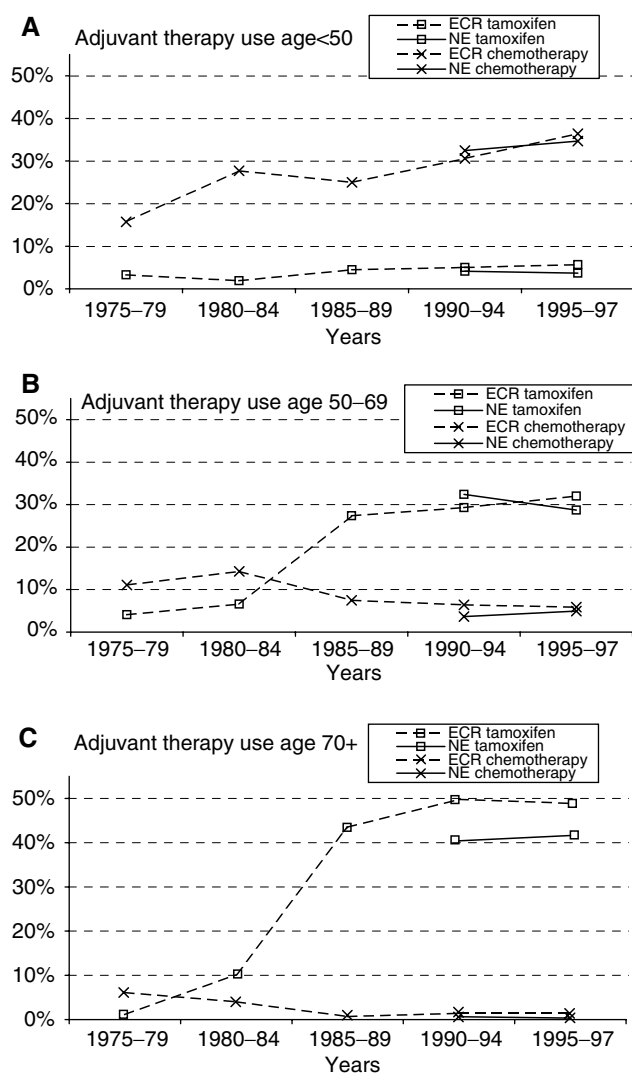 A
Adjuvant therapy use age<50
ECR tamoxifen
NE tamoxifen
ECR chemotherapy
NE chemotherapy
50%
40%
30%
20%
10%
0%
1975–79 1980–84 1985–89 1990–94 1995–97
Years
B
Adjuvant therapy use age 50–69
ECR tamoxifen
NE tamoxifen
ECR chemotherapy
NE chemotherapy
50%
40%
30%
20%
10%
0%
1975–79 1980–84 1985–89 1990–94 1995–97
Years
C
Adjuvant therapy use age 70+
ECR tamoxifen
NE tamoxifen
ECR chemotherapy
NE chemotherapy
50%
40%
30%
20%
10%
0%
1975–79 1980–84 1985–89 1990–94 1995–97
Years